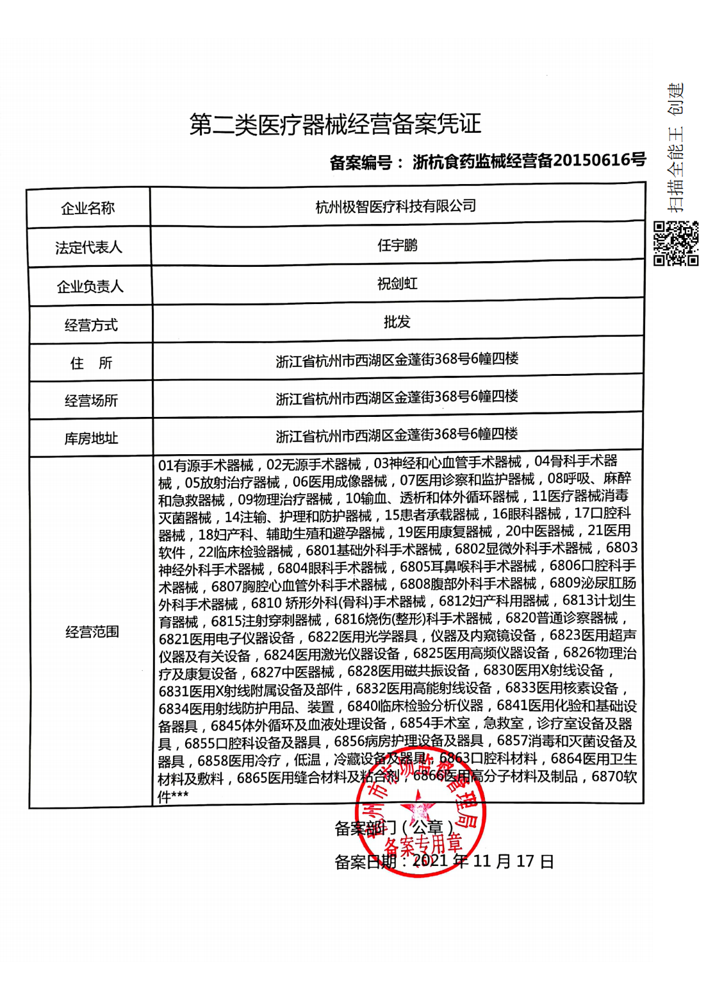 第二类医疗器械经营备案凭证
备案编号： 浙杭食药监械经营备20150616号
企业名称
杭州极智医疗科技有限公司
法定代表人
任宇鹏
企业负责人
祝剑虹
经营方式
批发
住 所
浙江省杭州市西湖区金蓬街368号6幢四楼
经营场所
浙江省杭州市西湖区金蓬街368号6幢四楼
库房地址
浙江省杭州市西湖区金蓬街368号6幢四楼
经营范围
01有源手术器械，02无源手术器械，03神经和心血管手术器械，04骨科手术器
械，05放射治疗器械，06医用成像器械，07医用诊察和监护器械，08呼吸、麻醉
和急救器械，09物理治疗器械，10输血、透析和体外循环器械，11医疗器械消毒
灭菌器械，14注输、护理和防护器械，15患者承载器械，16眼科器械，17口腔科
器械，18妇产科、辅助生殖和避孕器械，19医用康复器械，20中医器械，21医用
软件，22临床检验器械，6801基础外科手术器械，6802显微外科手术器械，6803
神经外科手术器械，6804眼科手术器械，6805耳鼻喉科手术器械，6806口腔科手
术器械，6807胸腔心血管外科手术器械，6808腹部外科手术器械，6809泌尿肛肠
外科手术器械，6810 矫形外科(骨科)手术器械，6812妇产科用器械，6813计划生
育器械，6815注射穿刺器械，6816烧伤(整形)科手术器械，6820普通诊察器械，
6821医用电子仪器设备，6822医用光学器具，仪器及内窥镜设备，6823医用超声
仪器及有关设备，6824医用激光仪器设备，6825医用高频仪器设备，6826物理治
疗及康复设备，6827中医器械，6828医用磁共振设备，6830医用X射线设备，
6831医用X射线附属设备及部件，6832医用高能射线设备，6833医用核素设备，
6834医用射线防护用品、装置，6840临床检验分析仪器，6841医用化验和基础设
备器具，6845体外循环及血液处理设备，6854手术室，急救室，诊疗室设备及器
具，6855口腔科设备及器具，6856病房护理设备及器具，6857消毒和灭菌设备及
器具，6858医用冷疗，低温，冷藏设备及器具，6863口腔科材料，6864医用卫生
材料及敷料，6865医用缝合材料及粘合剂，6866医用高分子材料及制品，6870软
件***
备案部门（公章）
备案日期：2021 年 11 月 17 日
杭州市市场监督管理局
备案专用章
(6)
扫描全能王 创建